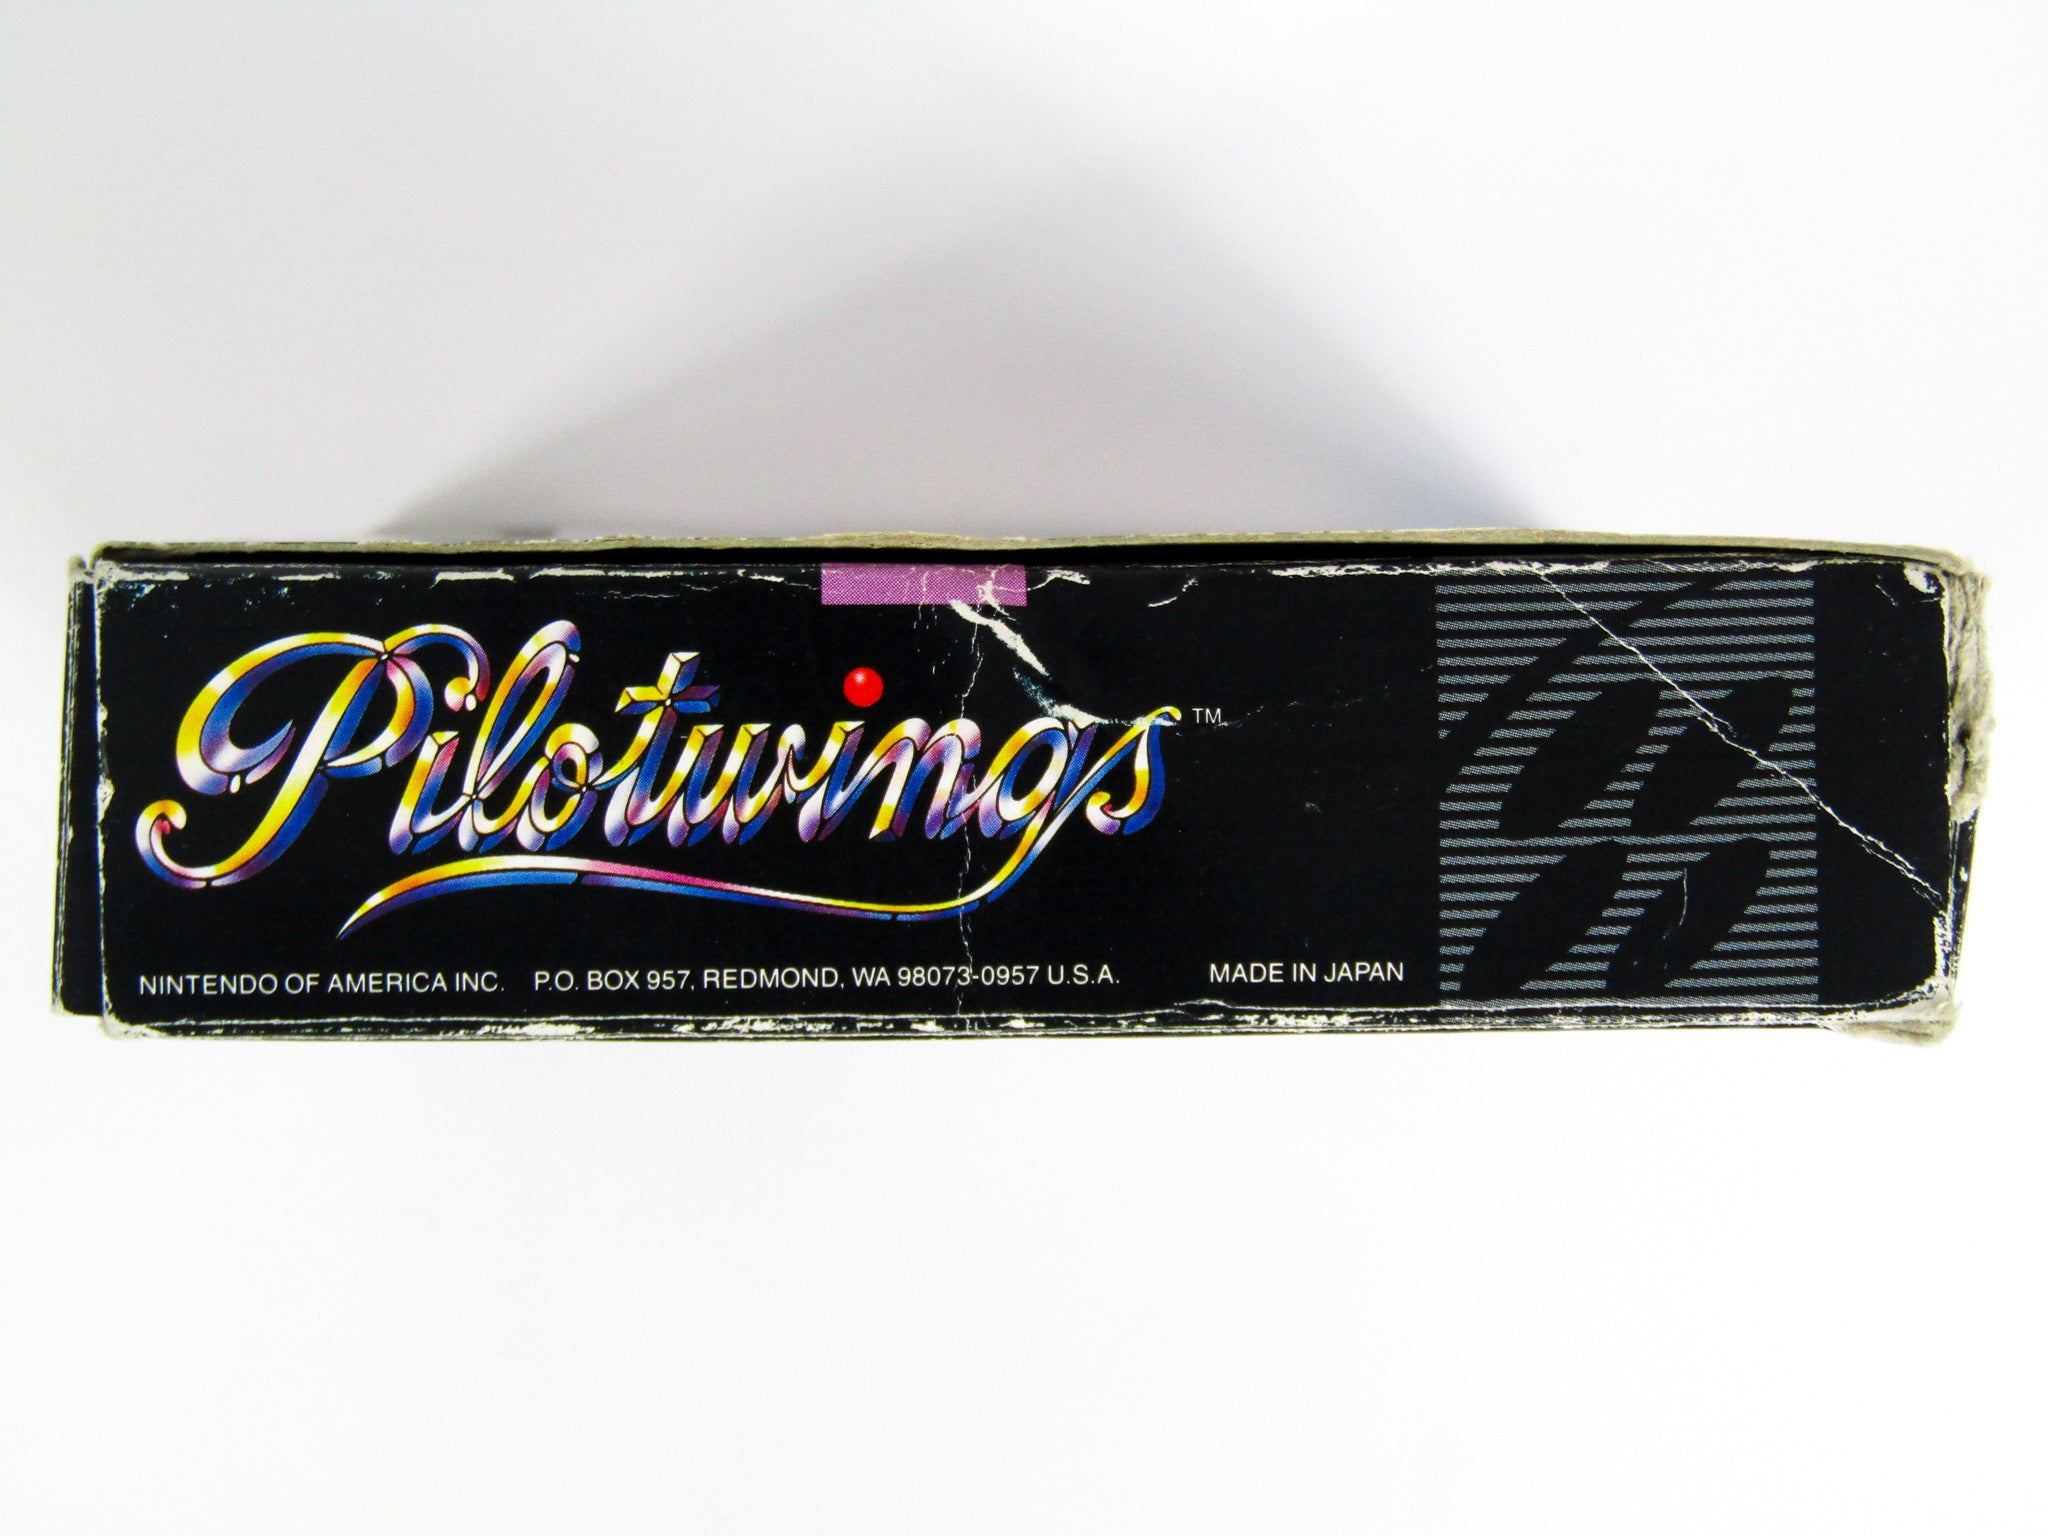 Pilotwings™
NINTENDO OF AMERICA INC. P.O. BOX 957, REDMOND, WA 98073-0957 U.S.A. MADE IN JAPAN